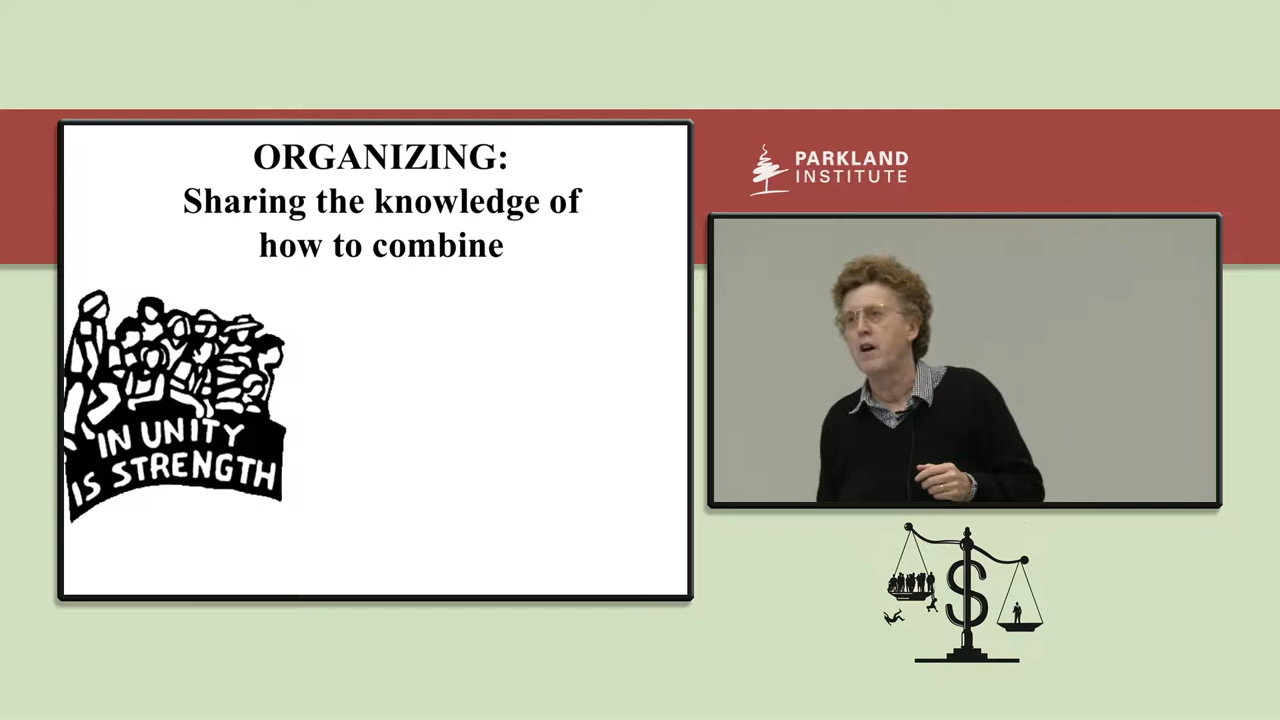 ORGANIZING:
Sharing the knowledge of
how to combine
IN UNITY
IS STRENGTH
PARKLAND
INSTITUTE
$